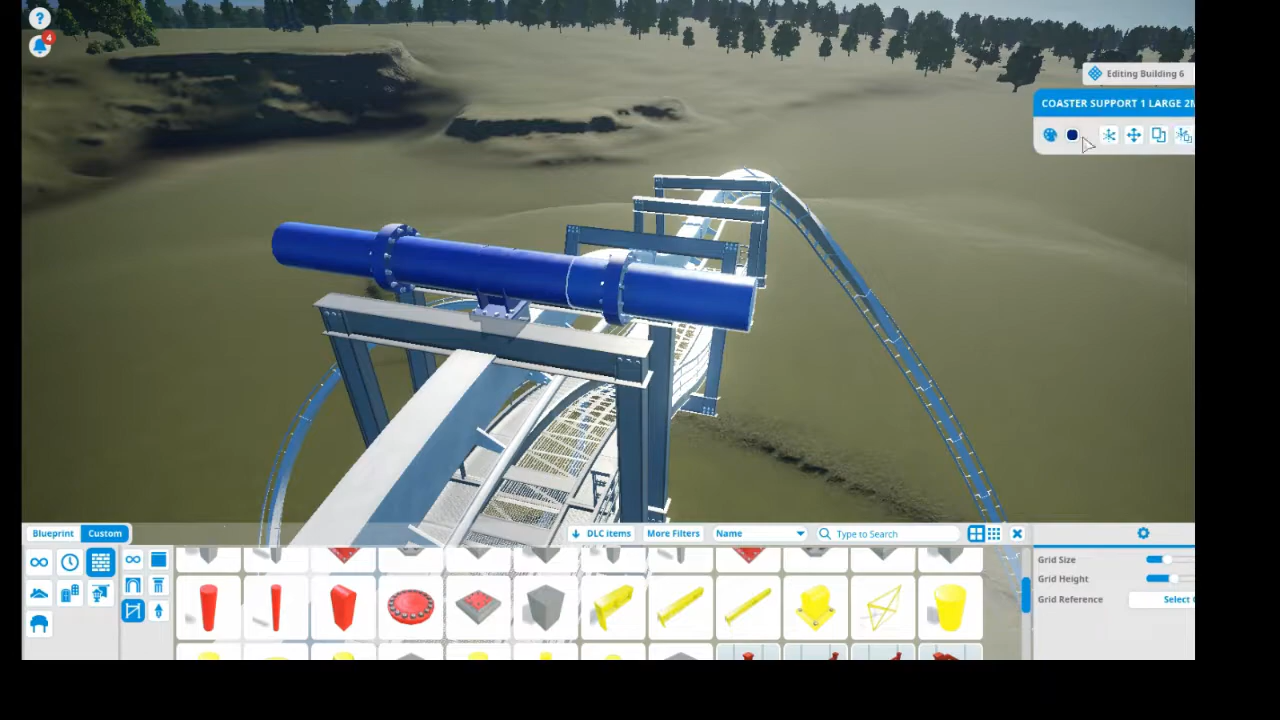 ?
4
Editing Building 6
COASTER SUPPORT 1 LARGE 2M
Blueprint
Custom
DLC items
More Filters
Name
Type to Search
Grid Size
Grid Height
Grid Reference
Select